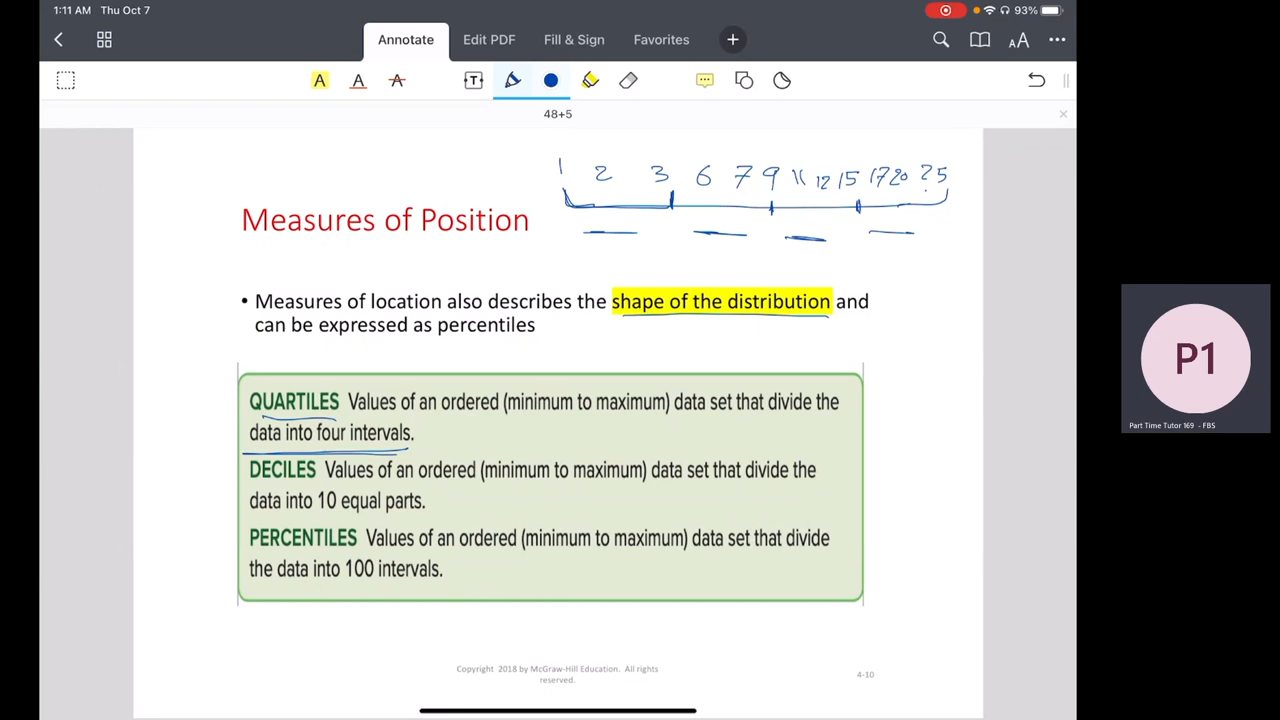 1:11 AM Thu Oct 7
93%
Annotate Edit PDF Fill & Sign Favorites
A A A T
48+5
1 2 3 6 7 9 11 12 15 17 20 25
Measures of Position
• Measures of location also describes the shape of the distribution and
can be expressed as percentiles
QUARTILES Values of an ordered (minimum to maximum) data set that divide the
data into four intervals.
DECILES Values of an ordered (minimum to maximum) data set that divide the
data into 10 equal parts.
PERCENTILES Values of an ordered (minimum to maximum) data set that divide
the data into 100 intervals.
Copyright 2018 by McGraw-Hill Education. All rights
reserved.
4-10
P1
Part Time Tutor 169 - FBS